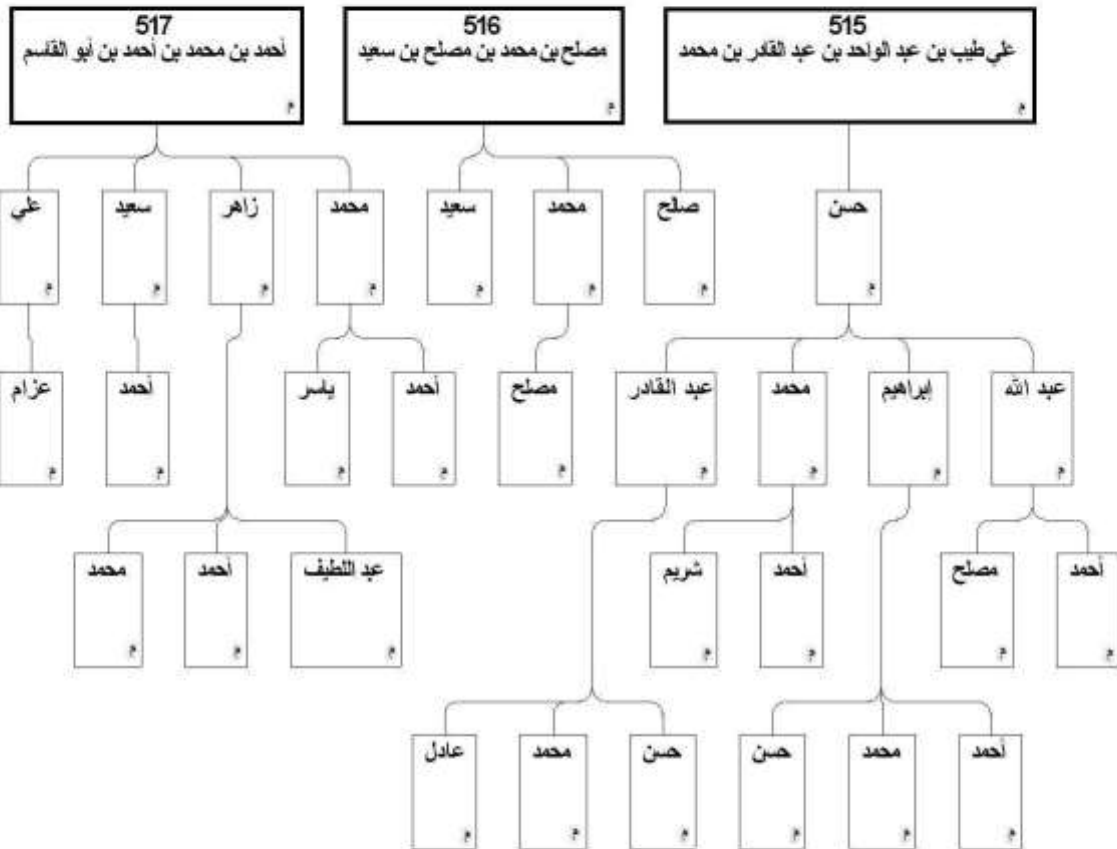 515
علي طيب بن عبد الواحد بن عبد القادر بن محمد
م
516
مصلح بن محمد بن مصلح بن سعيد
م
517
أحمد بن محمد بن أحمد بن أبو القاسم
م
حسن
م
صالح
م
محمد
م
سعيد
م
محمد
م
زاهر
م
سعيد
م
علي
م
عبد الله
م
إبراهيم
م
محمد
م
عبد القادر
م
مصلح
م
أحمد
م
ياسر
م
أحمد
م
عزام
م
أحمد
م
مصلح
م
أحمد
م
شريم
م
عبد اللطيف
م
أحمد
م
محمد
م
أحمد
م
محمد
م
حسن
م
حسن
م
محمد
م
عادل
م